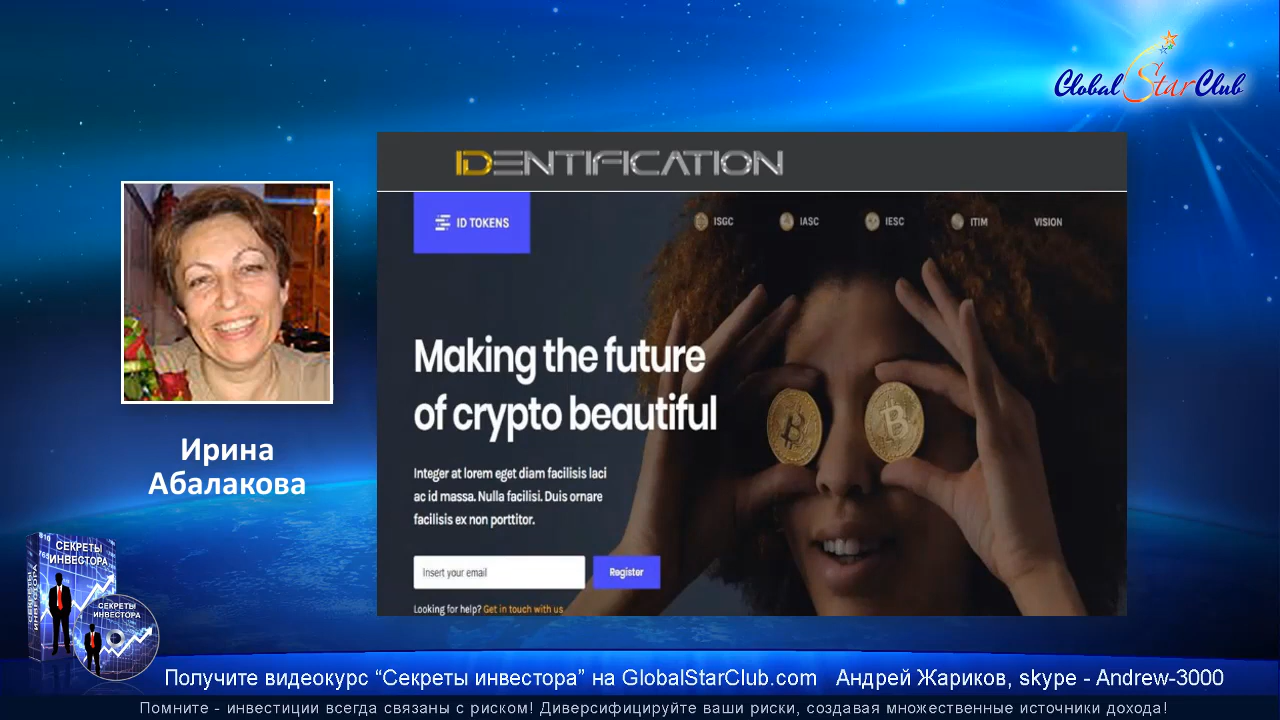 Global Star Club
IDENTIFICATION
ID TOKENS
ISGC
IASC
IESC
ITIM
VISION
Making the future
of crypto beautiful
Integer at lorem eget diam facilisis laci
ac id massa. Nulla facilisi. Duis ornare
facilisis ex non porttitor.
Insert your email
Register
Looking for help? Get in touch with us
Ирина
Абалакова
СЕКРЕТЫ
ИНВЕСТОРА
СЕКРЕТЫ
ИНВЕСТОРА
Получите видеокурс “Секреты инвестора” на GlobalStarClub.com Андрей Жариков, skype - Andrew-3000
Помните - инвестиции всегда связаны с риском! Диверсифицируйте ваши риски, создавая множественные источники дохода!